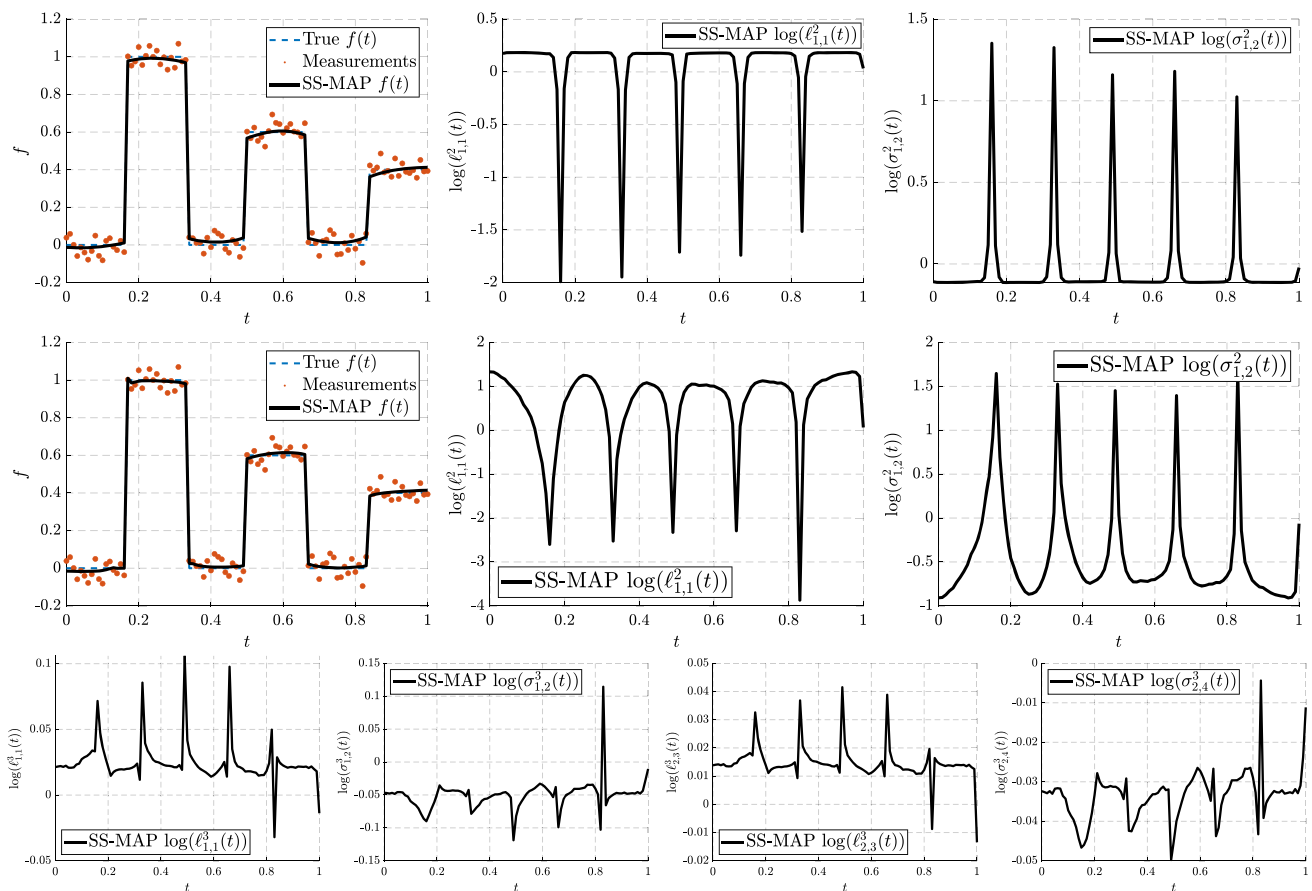 True f(t)
Measurements
SS-MAP f(t)
f
1.2
1
0.8
0.6
0.4
0.2
0
-0.2
0 0.2 0.4 0.6 0.8 1
t
SS-MAP log(ℓ²₁,₁(t))
log(ℓ²₁,₁(t))
0.5
0
-0.5
-1
-1.5
-2
0 0.2 0.4 0.6 0.8 1
t
SS-MAP log(σ²₁,₂(t))
log(σ²₁,₂(t))
1.5
1
0.5
0
0 0.2 0.4 0.6 0.8 1
t
True f(t)
Measurements
SS-MAP f(t)
f
1.2
1
0.8
0.6
0.4
0.2
0
-0.2
0 0.2 0.4 0.6 0.8 1
t
SS-MAP log(ℓ²₁,₁(t))
log(ℓ²₁,₁(t))
2
1
0
-1
-2
-3
-4
0 0.2 0.4 0.6 0.8 1
t
SS-MAP log(σ²₁,₂(t))
log(σ²₁,₂(t))
2
1.5
1
0.5
0
-0.5
-1
0 0.2 0.4 0.6 0.8 1
t
SS-MAP log(ℓ³₁,₁(t))
log(ℓ³₁,₁(t))
0.1
0.05
0
-0.05
0 0.2 0.4 0.6 0.8 1
t
SS-MAP log(σ³₁,₂(t))
log(σ³₁,₂(t))
0.15
0.10
0.05
0
-0.05
-0.1
-0.15
0 0.2 0.4 0.6 0.8 1
t
SS-MAP log(ℓ³₂,₃(t))
log(ℓ³₂,₃(t))
0.05
0.04
0.03
0.02
0.01
0
-0.01
-0.02
0 0.2 0.4 0.6 0.8 1
t
SS-MAP log(σ³₂,₄(t))
log(σ³₂,₄(t))
0
-0.01
-0.02
-0.03
-0.04
-0.05
0 0.2 0.4 0.6 0.8 1
t